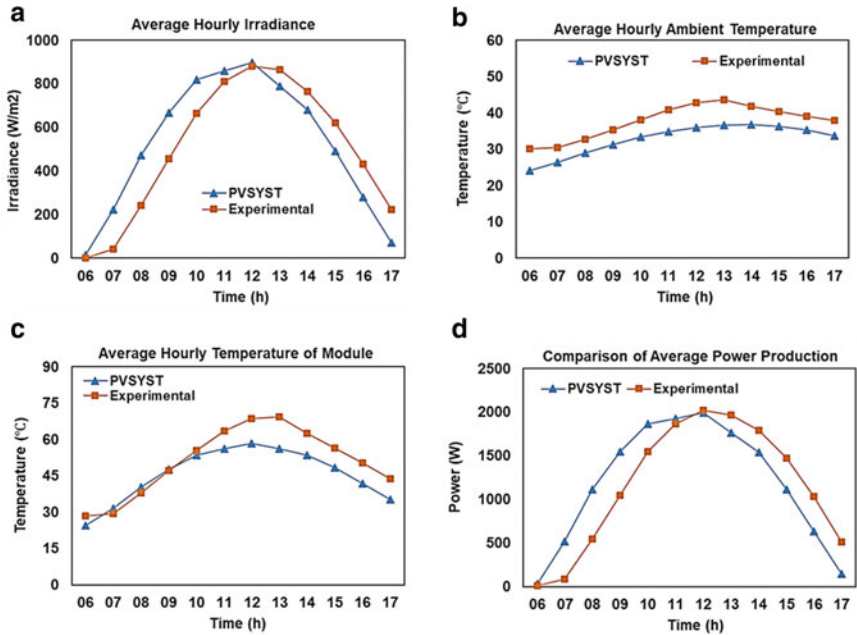 a
Average Hourly Irradiance
1000
800
600
400
200
0
Irradiance (W/m2)
PVSYST
Experimental
06 07 08 09 10 11 12 13 14 15 16 17
Time (h)
b
Average Hourly Ambient Temperature
60
50
40
30
20
10
0
Temperature (°C)
PVSYST Experimental
06 07 08 09 10 11 12 13 14 15 16 17
Time (h)
c
Average Hourly Temperature of Module
90
75
60
45
30
15
0
Temperature (°C)
PVSYST
Experimental
06 07 08 09 10 11 12 13 14 15 16 17
Time (h)
d
Comparison of Average Power Production
2500
2000
1500
1000
500
0
Power (W)
PVSYST Experimental
06 07 08 09 10 11 12 13 14 15 16 17
Time (h)